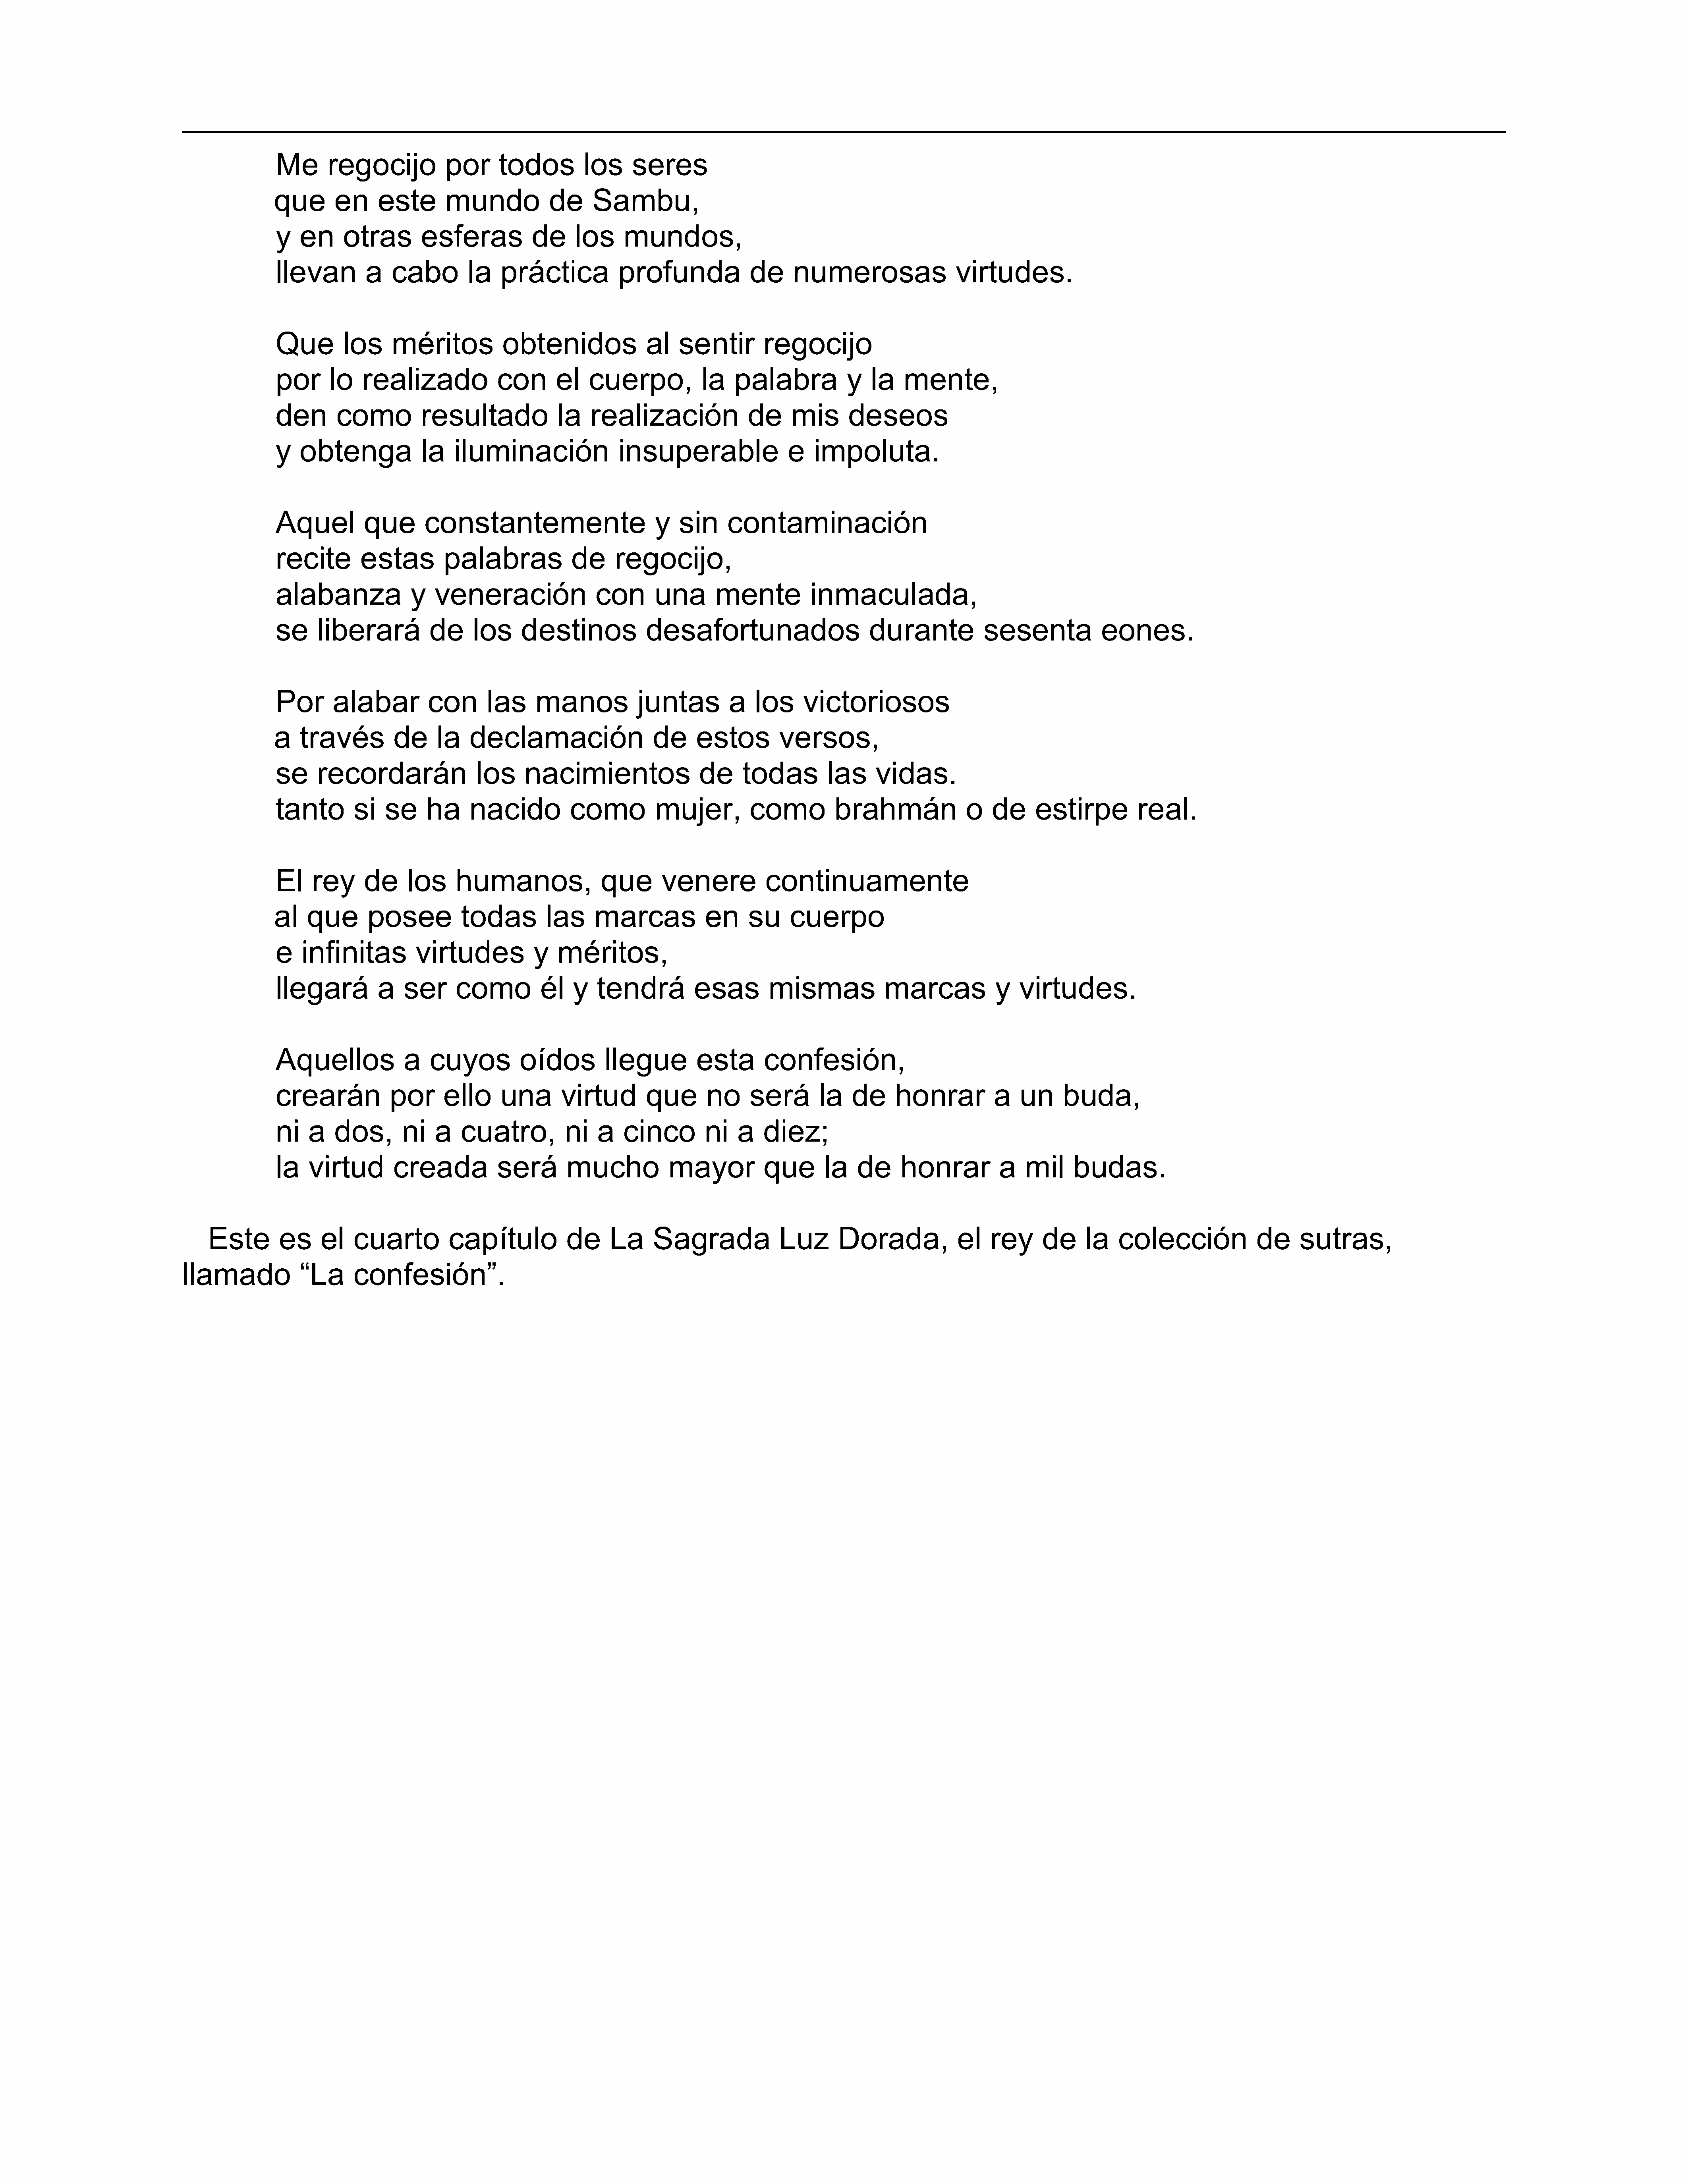 Me regocijo por todos los seres
que en este mundo de Sambu,
y en otras esferas de los mundos,
llevan a cabo la práctica profunda de numerosas virtudes.
Que los méritos obtenidos al sentir regocijo
por lo realizado con el cuerpo, la palabra y la mente,
den como resultado la realización de mis deseos
y obtenga la iluminación insuperable e impoluta.
Aquel que constantemente y sin contaminación
recite estas palabras de regocijo,
alabanza y veneración con una mente inmaculada,
se liberará de los destinos desafortunados durante sesenta eones.
Por alabar con las manos juntas a los victoriosos
a través de la declamación de estos versos,
se recordarán los nacimientos de todas las vidas.
tanto si se ha nacido como mujer, como brahmán o de estirpe real.
El rey de los humanos, que venere continuamente
al que posee todas las marcas en su cuerpo
e infinitas virtudes y méritos,
llegará a ser como él y tendrá esas mismas marcas y virtudes.
Aquellos a cuyos oídos llegue esta confesión,
crearán por ello una virtud que no será la de honrar a un buda,
ni a dos, ni a cuatro, ni a cinco ni a diez;
la virtud creada será mucho mayor que la de honrar a mil budas.
Este es el cuarto capítulo de La Sagrada Luz Dorada, el rey de la colección de sutras,
llamado “La confesión”.